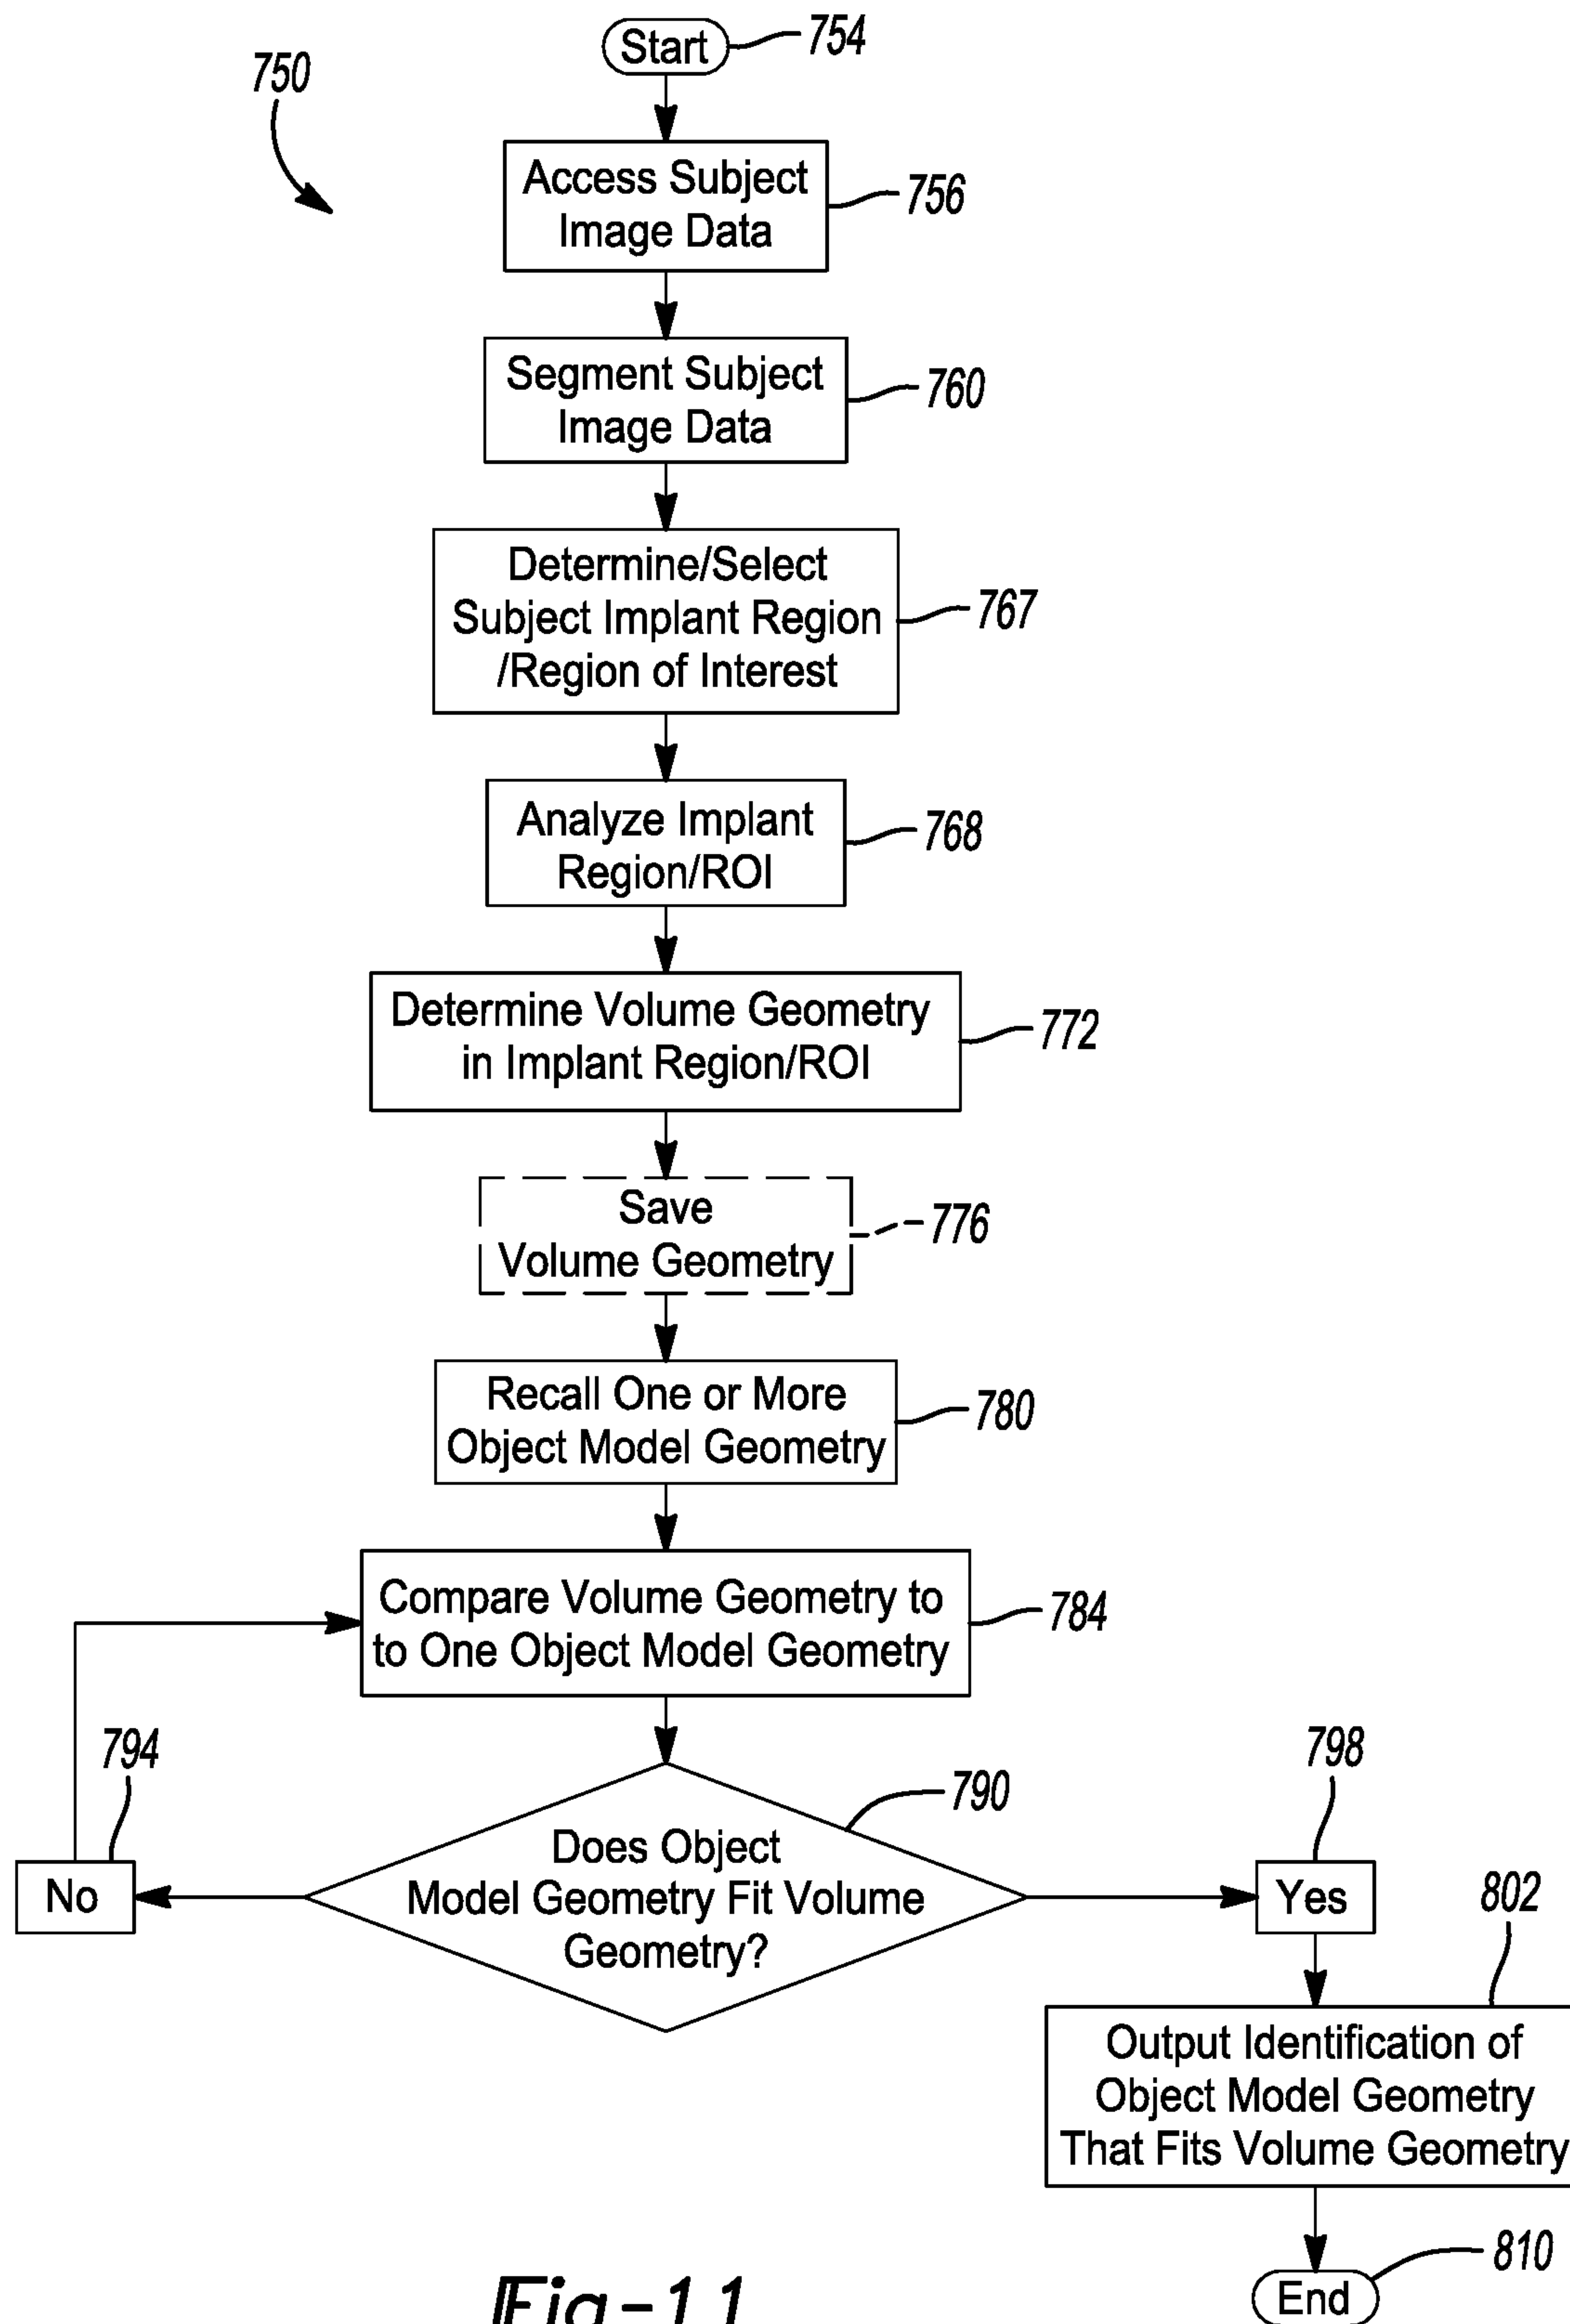 Start
754
750
Access Subject
Image Data
756
Segment Subject
Image Data
760
Determine/Select
Subject Implant Region
/Region of Interest
767
Analyze Implant
Region/ROI
768
Determine Volume Geometry
in Implant Region/ROI
772
Save
Volume Geometry
776
Recall One or More
Object Model Geometry
780
Compare Volume Geometry to
to One Object Model Geometry
784
794
No
Does Object
Model Geometry Fit Volume
Geometry?
790
798
Yes
802
Output Identification of
Object Model Geometry
That Fits Volume Geometry
End
810
Fig-11